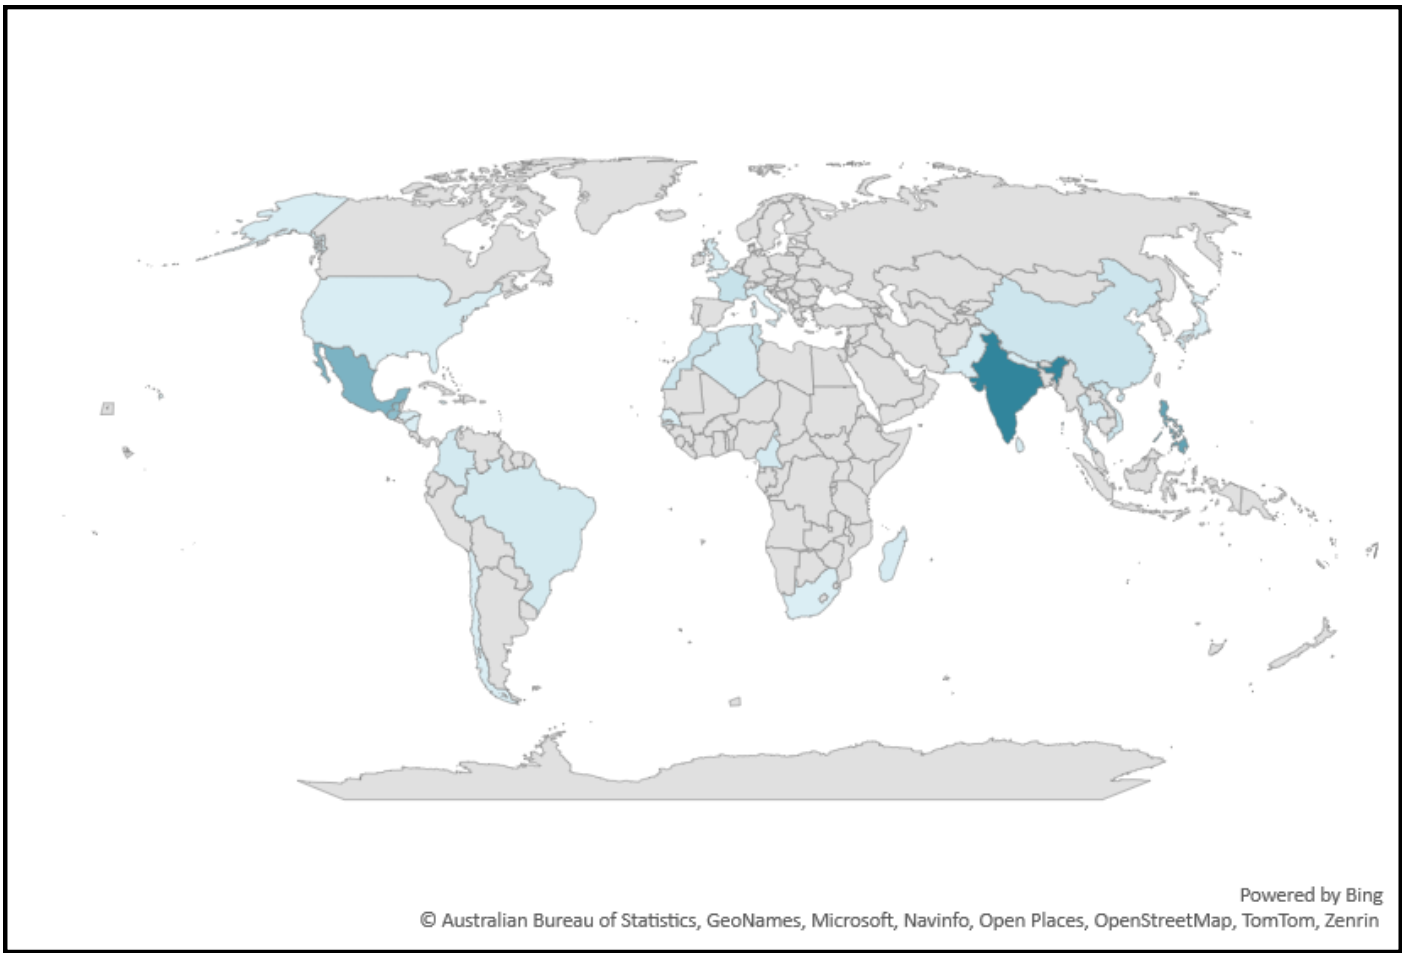 Powered by Bing
© Australian Bureau of Statistics, GeoNames, Microsoft, Navinfo, Open Places, OpenStreetMap, TomTom, Zenrin